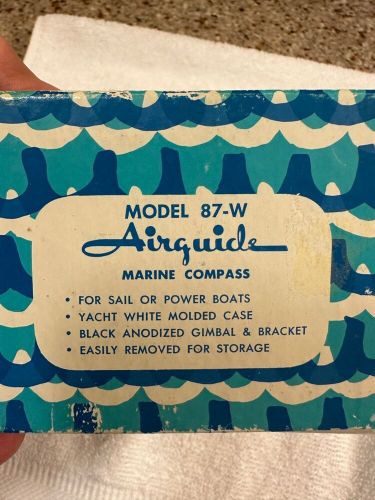 MODEL 87-W
Airguide
MARINE COMPASS
• FOR SAIL OR POWER BOATS
• YACHT WHITE MOLDED CASE
• BLACK ANODIZED GIMBAL & BRACKET
• EASILY REMOVED FOR STORAGE